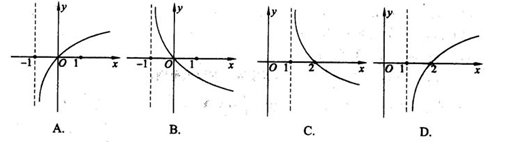 y y y y
-1 O 1 x -1 O 1 x O 1 2 x O 1 2 x
A. B. C. D.